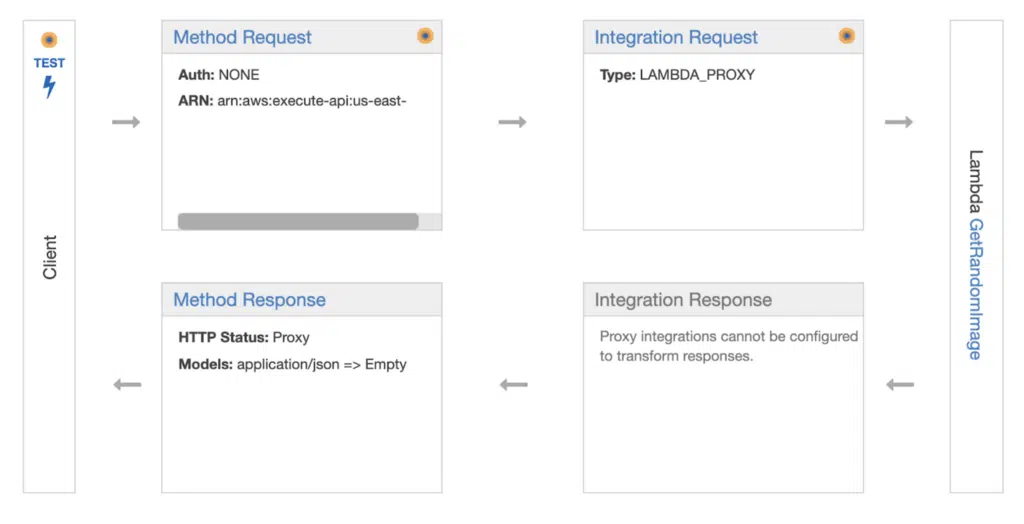 TEST
Client
Method Request
Auth: NONE
ARN: arn:aws:execute-api:us-east-
Integration Request
Type: LAMBDA_PROXY
Lambda GetRandomImage
Method Response
HTTP Status: Proxy
Models: application/json => Empty
Integration Response
Proxy integrations cannot be configured
to transform responses.